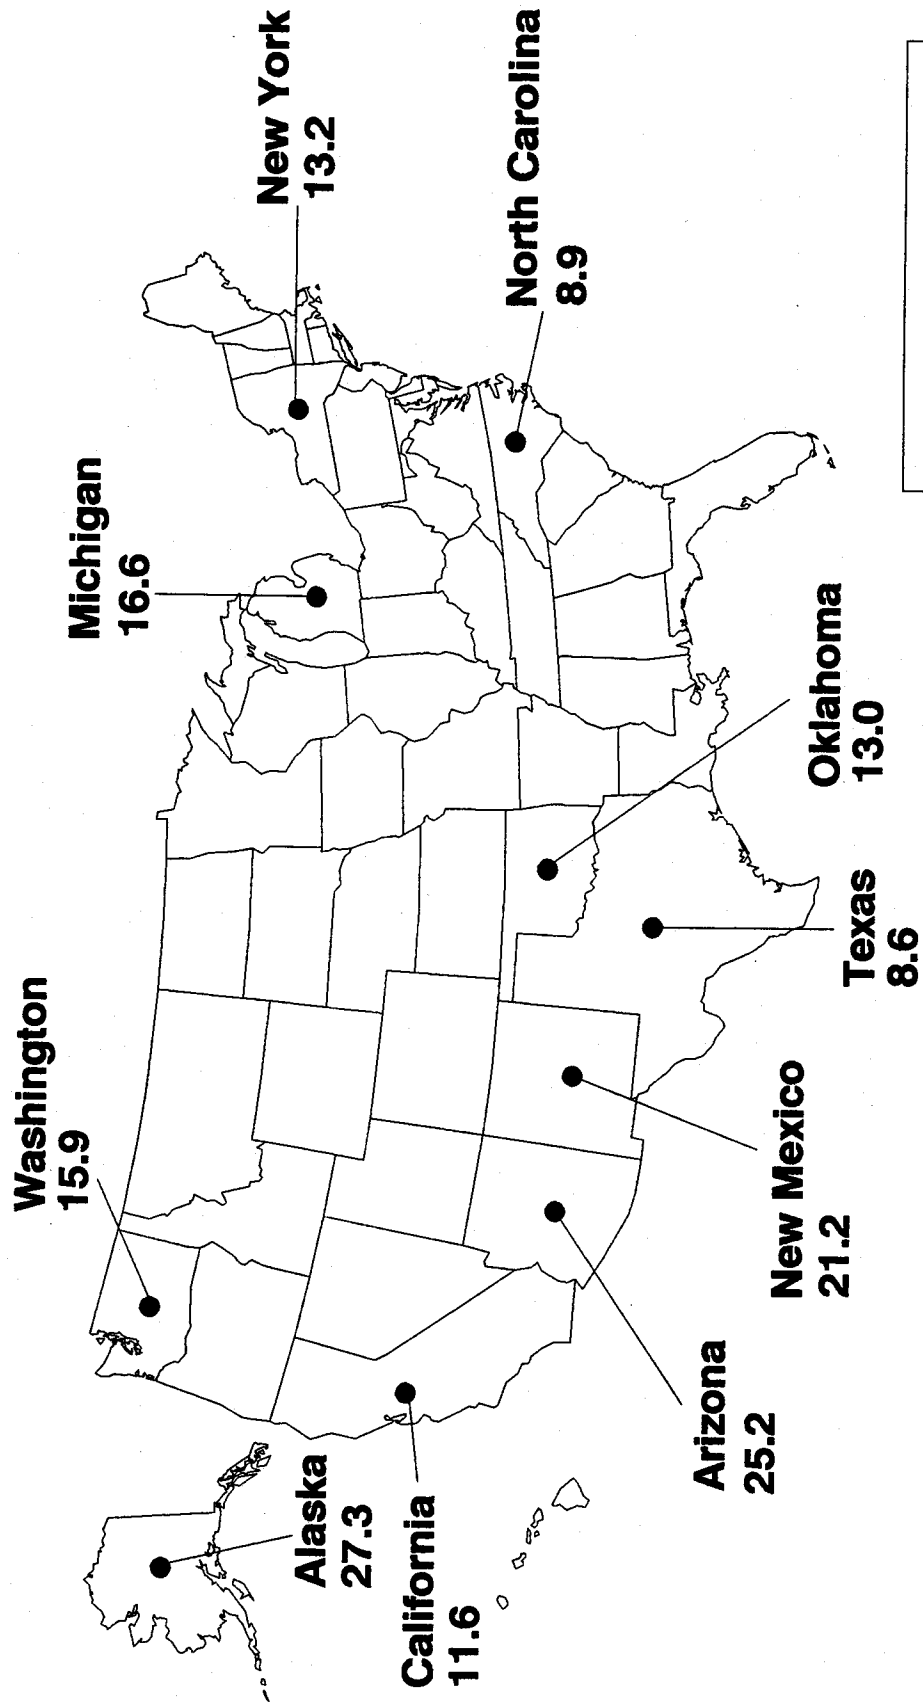 Washington
15.9
Michigan
16.6
New York
13.2
Alaska
27.3
California
11.6
North Carolina
8.9
Arizona
25.2
New Mexico
21.2
Texas
8.6
Oklahoma
13.0